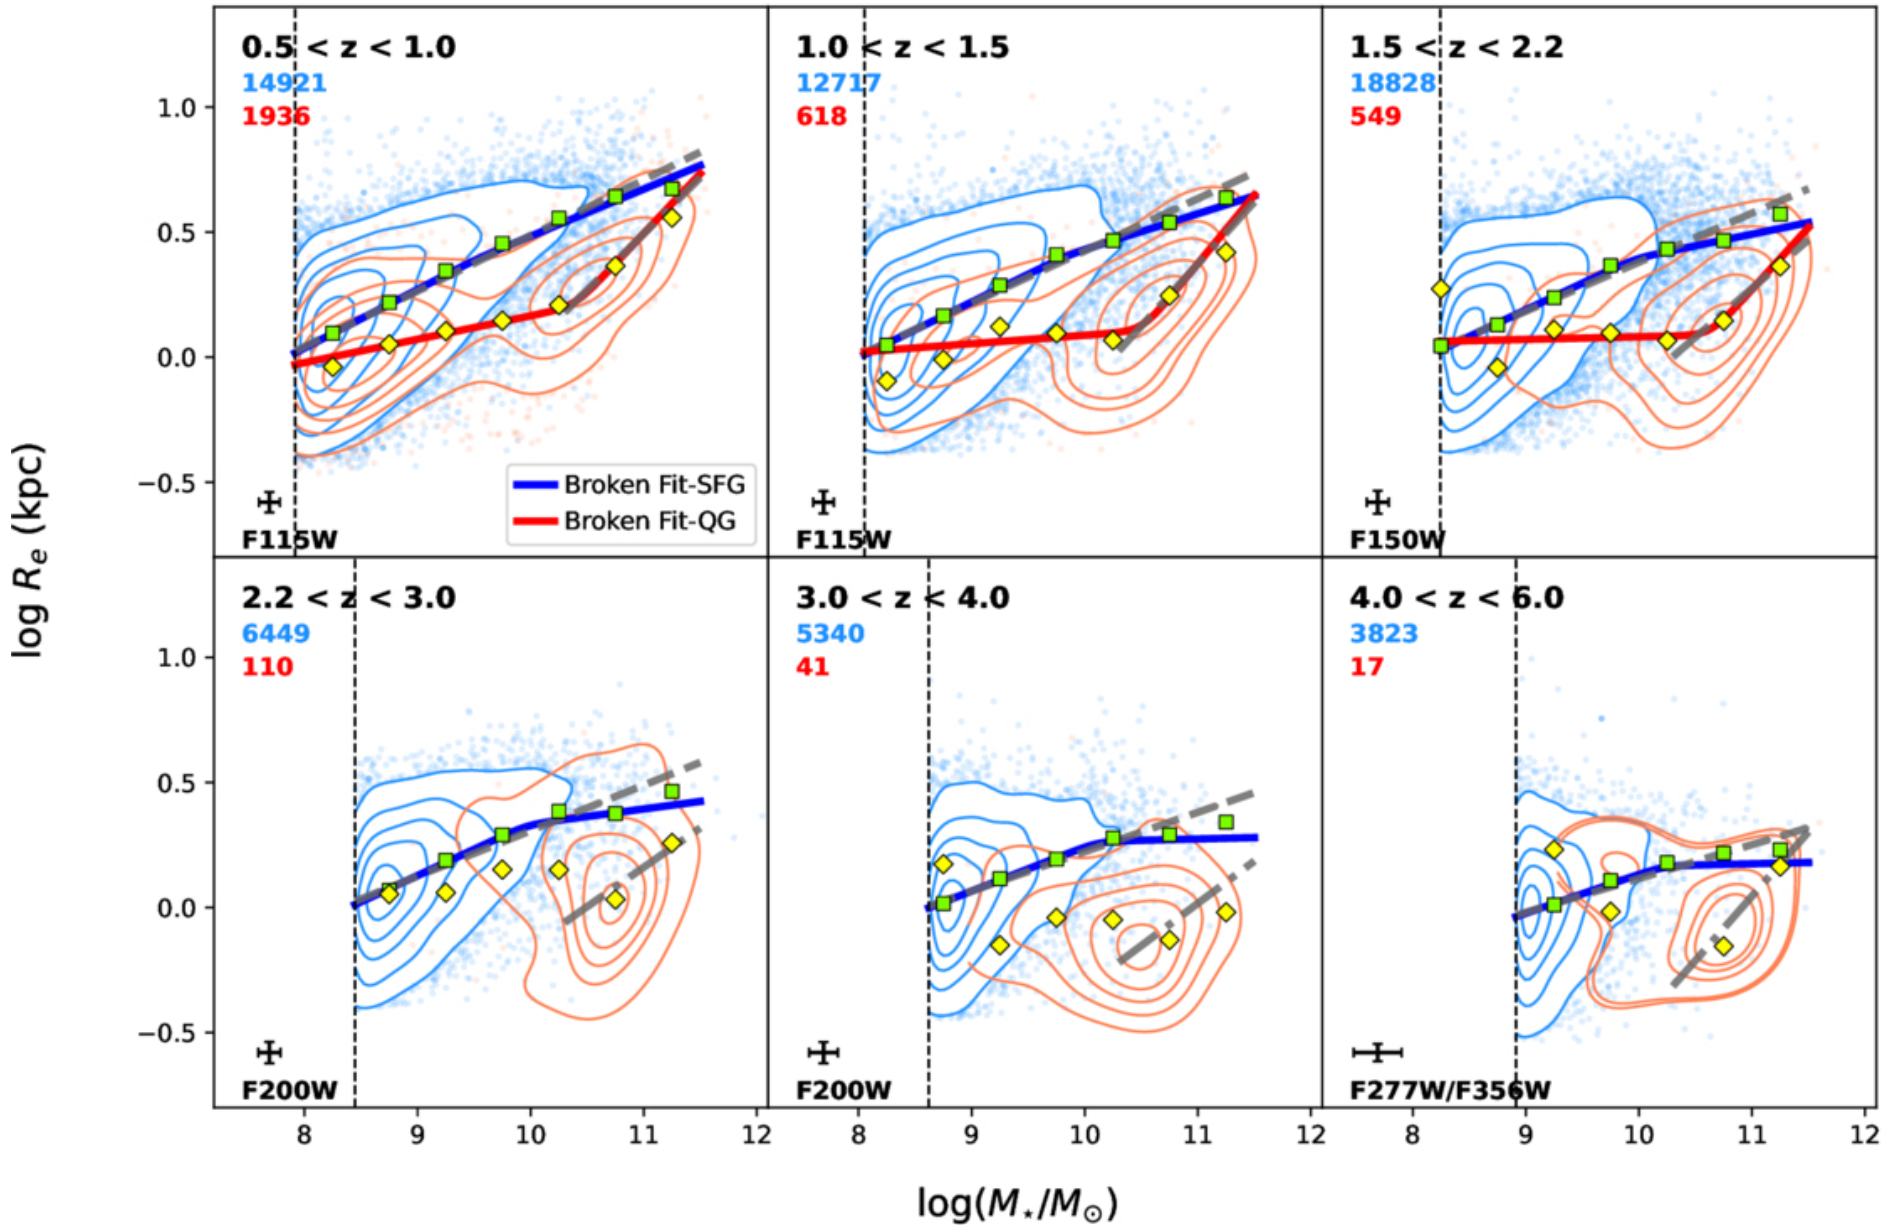 0.5 < z < 1.0
14921
1936
F115W
Broken Fit-SFG
Broken Fit-QG
1.0 < z < 1.5
12717
618
F115W
1.5 < z < 2.2
18828
549
F150W
1.0
0.5
0.0
−0.5
log R_e (kpc)
2.2 < z < 3.0
6449
110
F200W
3.0 < z < 4.0
5340
41
F200W
4.0 < z < 6.0
3823
17
F277W/F356W
1.0
0.5
0.0
−0.5
8 9 10 11 12
8 9 10 11 12
8 9 10 11 12
log(M⋆/M⊙)